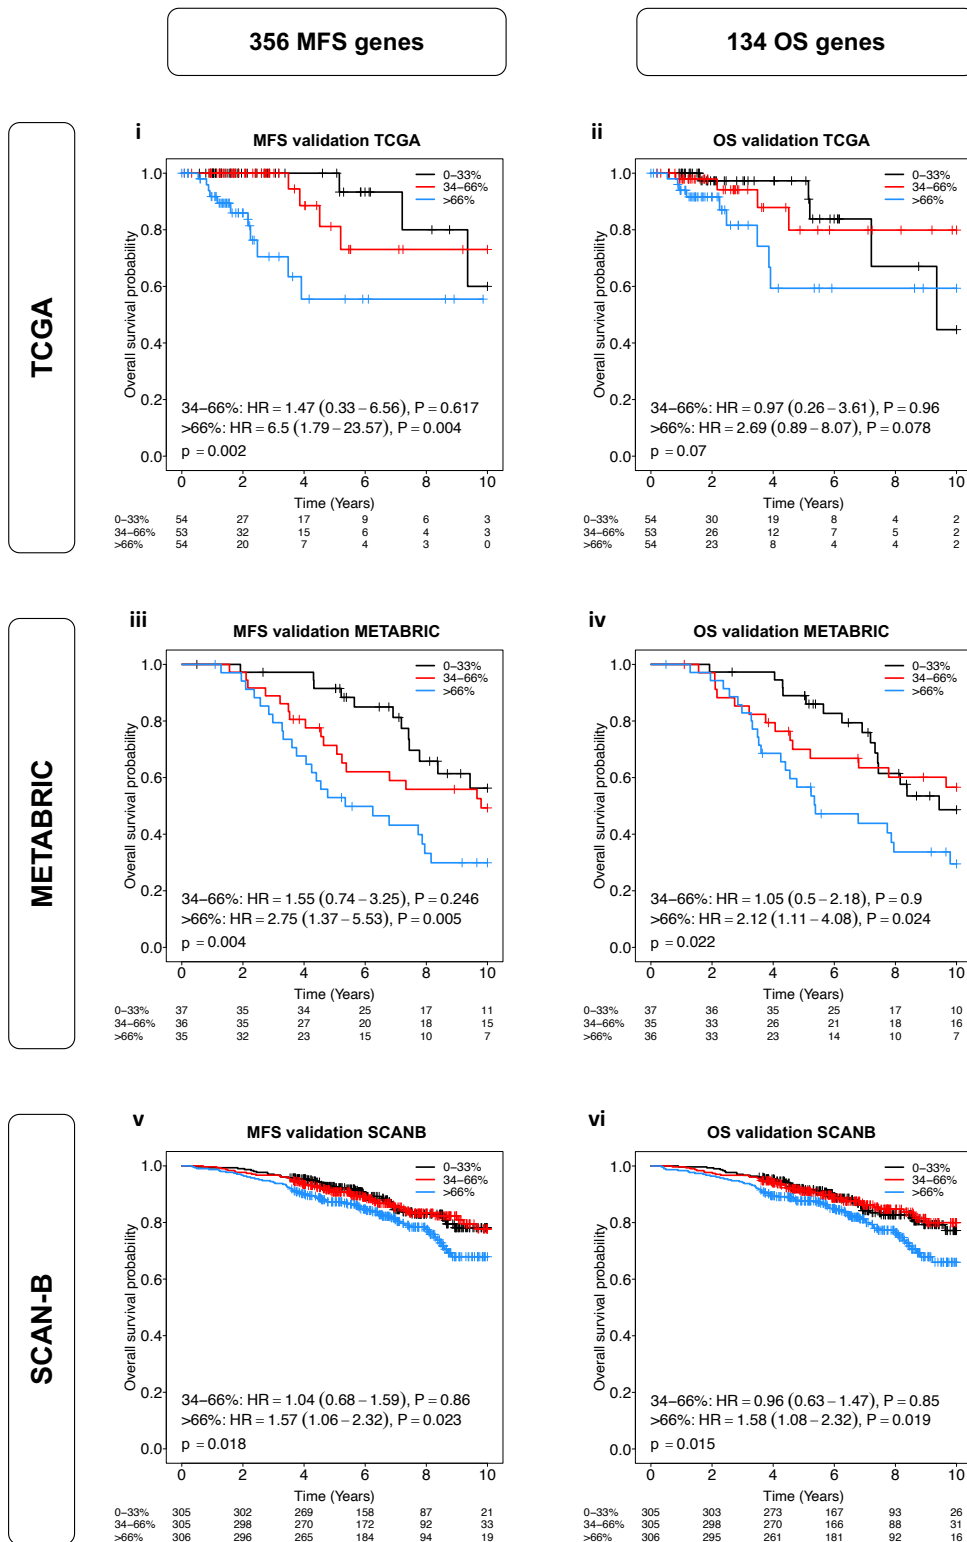 356 MFS genes
134 OS genes
TCGA
i
MFS validation TCGA
Overall survival probability
1.0
0.8
0.6
0.4
0.2
0.0
0–33%
34–66%
>66%
34–66%: HR = 1.47 (0.33 – 6.56), P = 0.617
>66%: HR = 6.5 (1.79 – 23.57), P = 0.004
p = 0.002
0 2 4 6 8 10
Time (Years)
0–33% 54 27 17 9 6 3
34–66% 53 32 15 6 4 3
>66% 54 20 7 4 3 0
ii
OS validation TCGA
Overall survival probability
1.0
0.8
0.6
0.4
0.2
0.0
0–33%
34–66%
>66%
34–66%: HR = 0.97 (0.26 – 3.61), P = 0.96
>66%: HR = 2.69 (0.89 – 8.07), P = 0.078
p = 0.07
0 2 4 6 8 10
Time (Years)
0–33% 54 30 19 8 4 2
34–66% 53 26 12 7 5 2
>66% 54 23 8 4 4 2
METABRIC
iii
MFS validation METABRIC
Overall survival probability
1.0
0.8
0.6
0.4
0.2
0.0
0–33%
34–66%
>66%
34–66%: HR = 1.55 (0.74 – 3.25), P = 0.246
>66%: HR = 2.75 (1.37 – 5.53), P = 0.005
p = 0.004
0 2 4 6 8 10
Time (Years)
0–33% 37 35 34 25 17 11
34–66% 36 35 27 20 18 15
>66% 35 32 23 15 10 7
iv
OS validation METABRIC
Overall survival probability
1.0
0.8
0.6
0.4
0.2
0.0
0–33%
34–66%
>66%
34–66%: HR = 1.05 (0.5 – 2.18), P = 0.9
>66%: HR = 2.12 (1.11 – 4.08), P = 0.024
p = 0.022
0 2 4 6 8 10
Time (Years)
0–33% 37 36 35 25 17 10
34–66% 35 33 26 21 18 16
>66% 36 33 23 14 10 7
SCAN-B
v
MFS validation SCANB
Overall survival probability
1.0
0.8
0.6
0.4
0.2
0.0
0–33%
34–66%
>66%
34–66%: HR = 1.04 (0.68 – 1.59), P = 0.86
>66%: HR = 1.57 (1.06 – 2.32), P = 0.023
p = 0.018
0 2 4 6 8 10
Time (Years)
0–33% 305 302 269 158 87 21
34–66% 305 298 270 172 92 33
>66% 306 296 265 184 94 19
vi
OS validation SCANB
Overall survival probability
1.0
0.8
0.6
0.4
0.2
0.0
0–33%
34–66%
>66%
34–66%: HR = 0.96 (0.63 – 1.47), P = 0.85
>66%: HR = 1.58 (1.08 – 2.32), P = 0.019
p = 0.015
0 2 4 6 8 10
Time (Years)
0–33% 305 303 273 167 93 26
34–66% 305 298 270 166 88 31
>66% 306 295 261 181 92 16